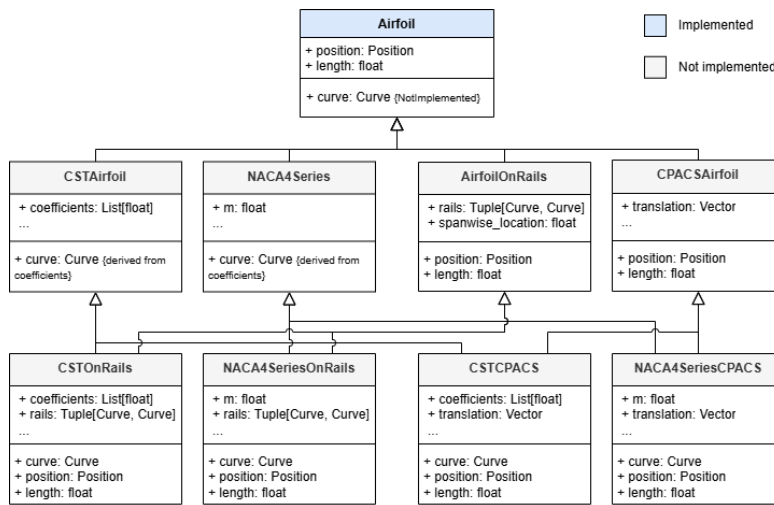 Airfoil
+ position: Position
+ length: float
+ curve: Curve {NotImplemented}
Implemented
Not implemented
CSTAirfoil
+ coefficients: List[float]
...
+ curve: Curve {derived from
coefficients}
NACA4Series
+ m: float
...
+ curve: Curve {derived from
coefficients}
AirfoilOnRails
+ rails: Tuple[Curve, Curve]
+ spanwise_location: float
+ position: Position
+ length: float
CPACSAirfoil
+ translation: Vector
...
+ position: Position
+ length: float
CSTOnRails
+ coefficients: List[float]
+ rails: Tuple[Curve, Curve]
...
+ curve: Curve
+ position: Position
+ length: float
NACA4SeriesOnRails
+ m: float
+ rails: Tuple[Curve, Curve]
...
+ curve: Curve
+ position: Position
+ length: float
CSTCPACS
+ coefficients: List[float]
+ translation: Vector
...
+ curve: Curve
+ position: Position
+ length: float
NACA4SeriesCPACS
+ m: float
+ translation: Vector
...
+ curve: Curve
+ position: Position
+ length: float